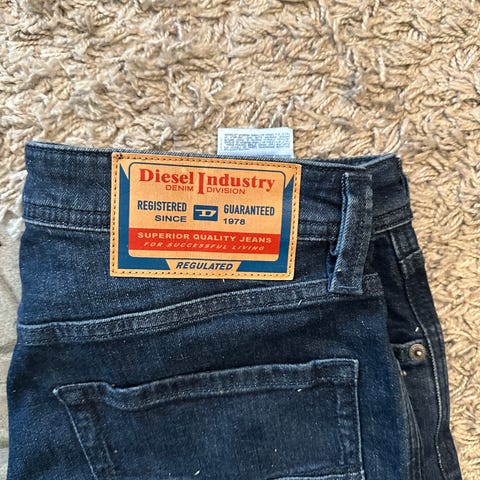 Diesel Industry
DENIM DIVISION
REGISTERED D GUARANTEED
SINCE 1978
SUPERIOR QUALITY JEANS
FOR SUCCESSFUL LIVING
REGULATED